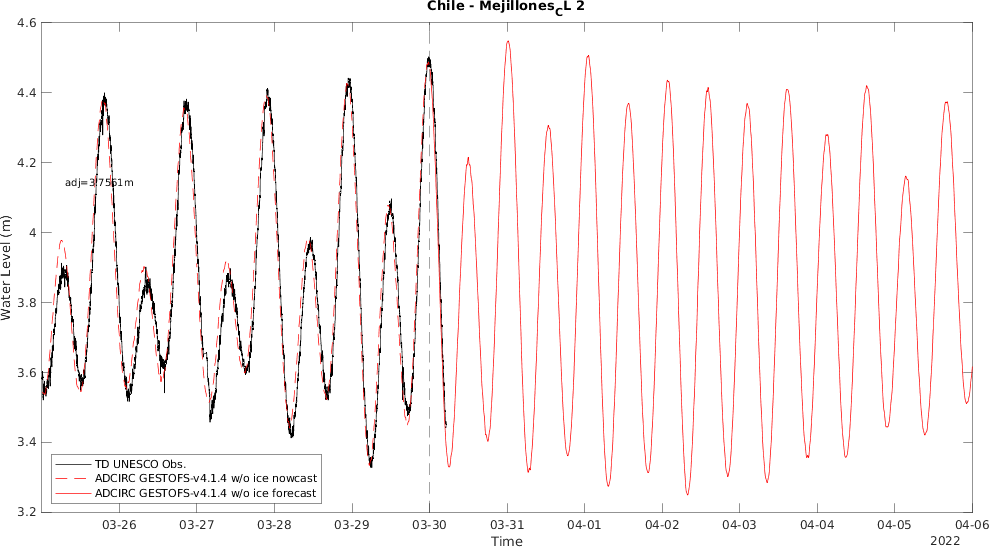 Chile - Mejillones_CL 2
Water Level (m)
4.6
4.4
4.2
4
3.8
3.6
3.4
3.2
adj=3.7561m
TD UNESCO Obs.
ADCIRC GESTOFS-v4.1.4 w/o ice nowcast
ADCIRC GESTOFS-v4.1.4 w/o ice forecast
03-26 03-27 03-28 03-29 03-30 03-31 04-01 04-02 04-03 04-04 04-05 04-06
Time
2022